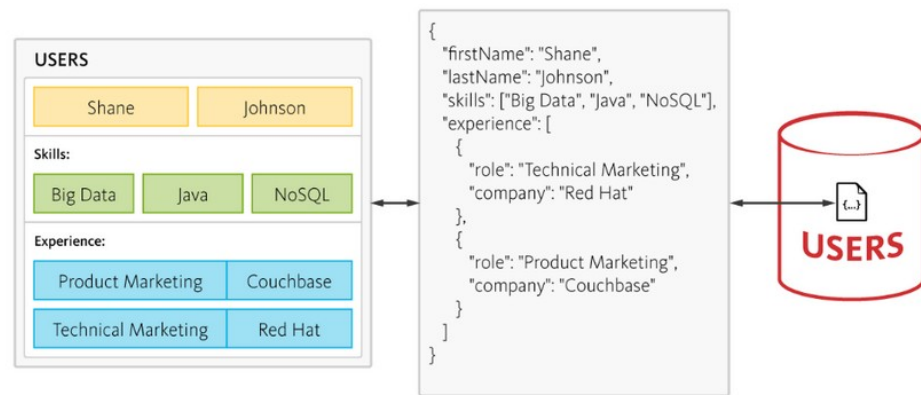 USERS
Shane Johnson
Skills:
Big Data Java NoSQL
Experience:
Product Marketing Couchbase
Technical Marketing Red Hat
{
"firstName": "Shane",
"lastName": "Johnson",
"skills": ["Big Data", "Java", "NoSQL"],
"experience": [
{
"role": "Technical Marketing",
"company": "Red Hat"
},
{
"role": "Product Marketing",
"company": "Couchbase"
}
]
}
{...}
USERS